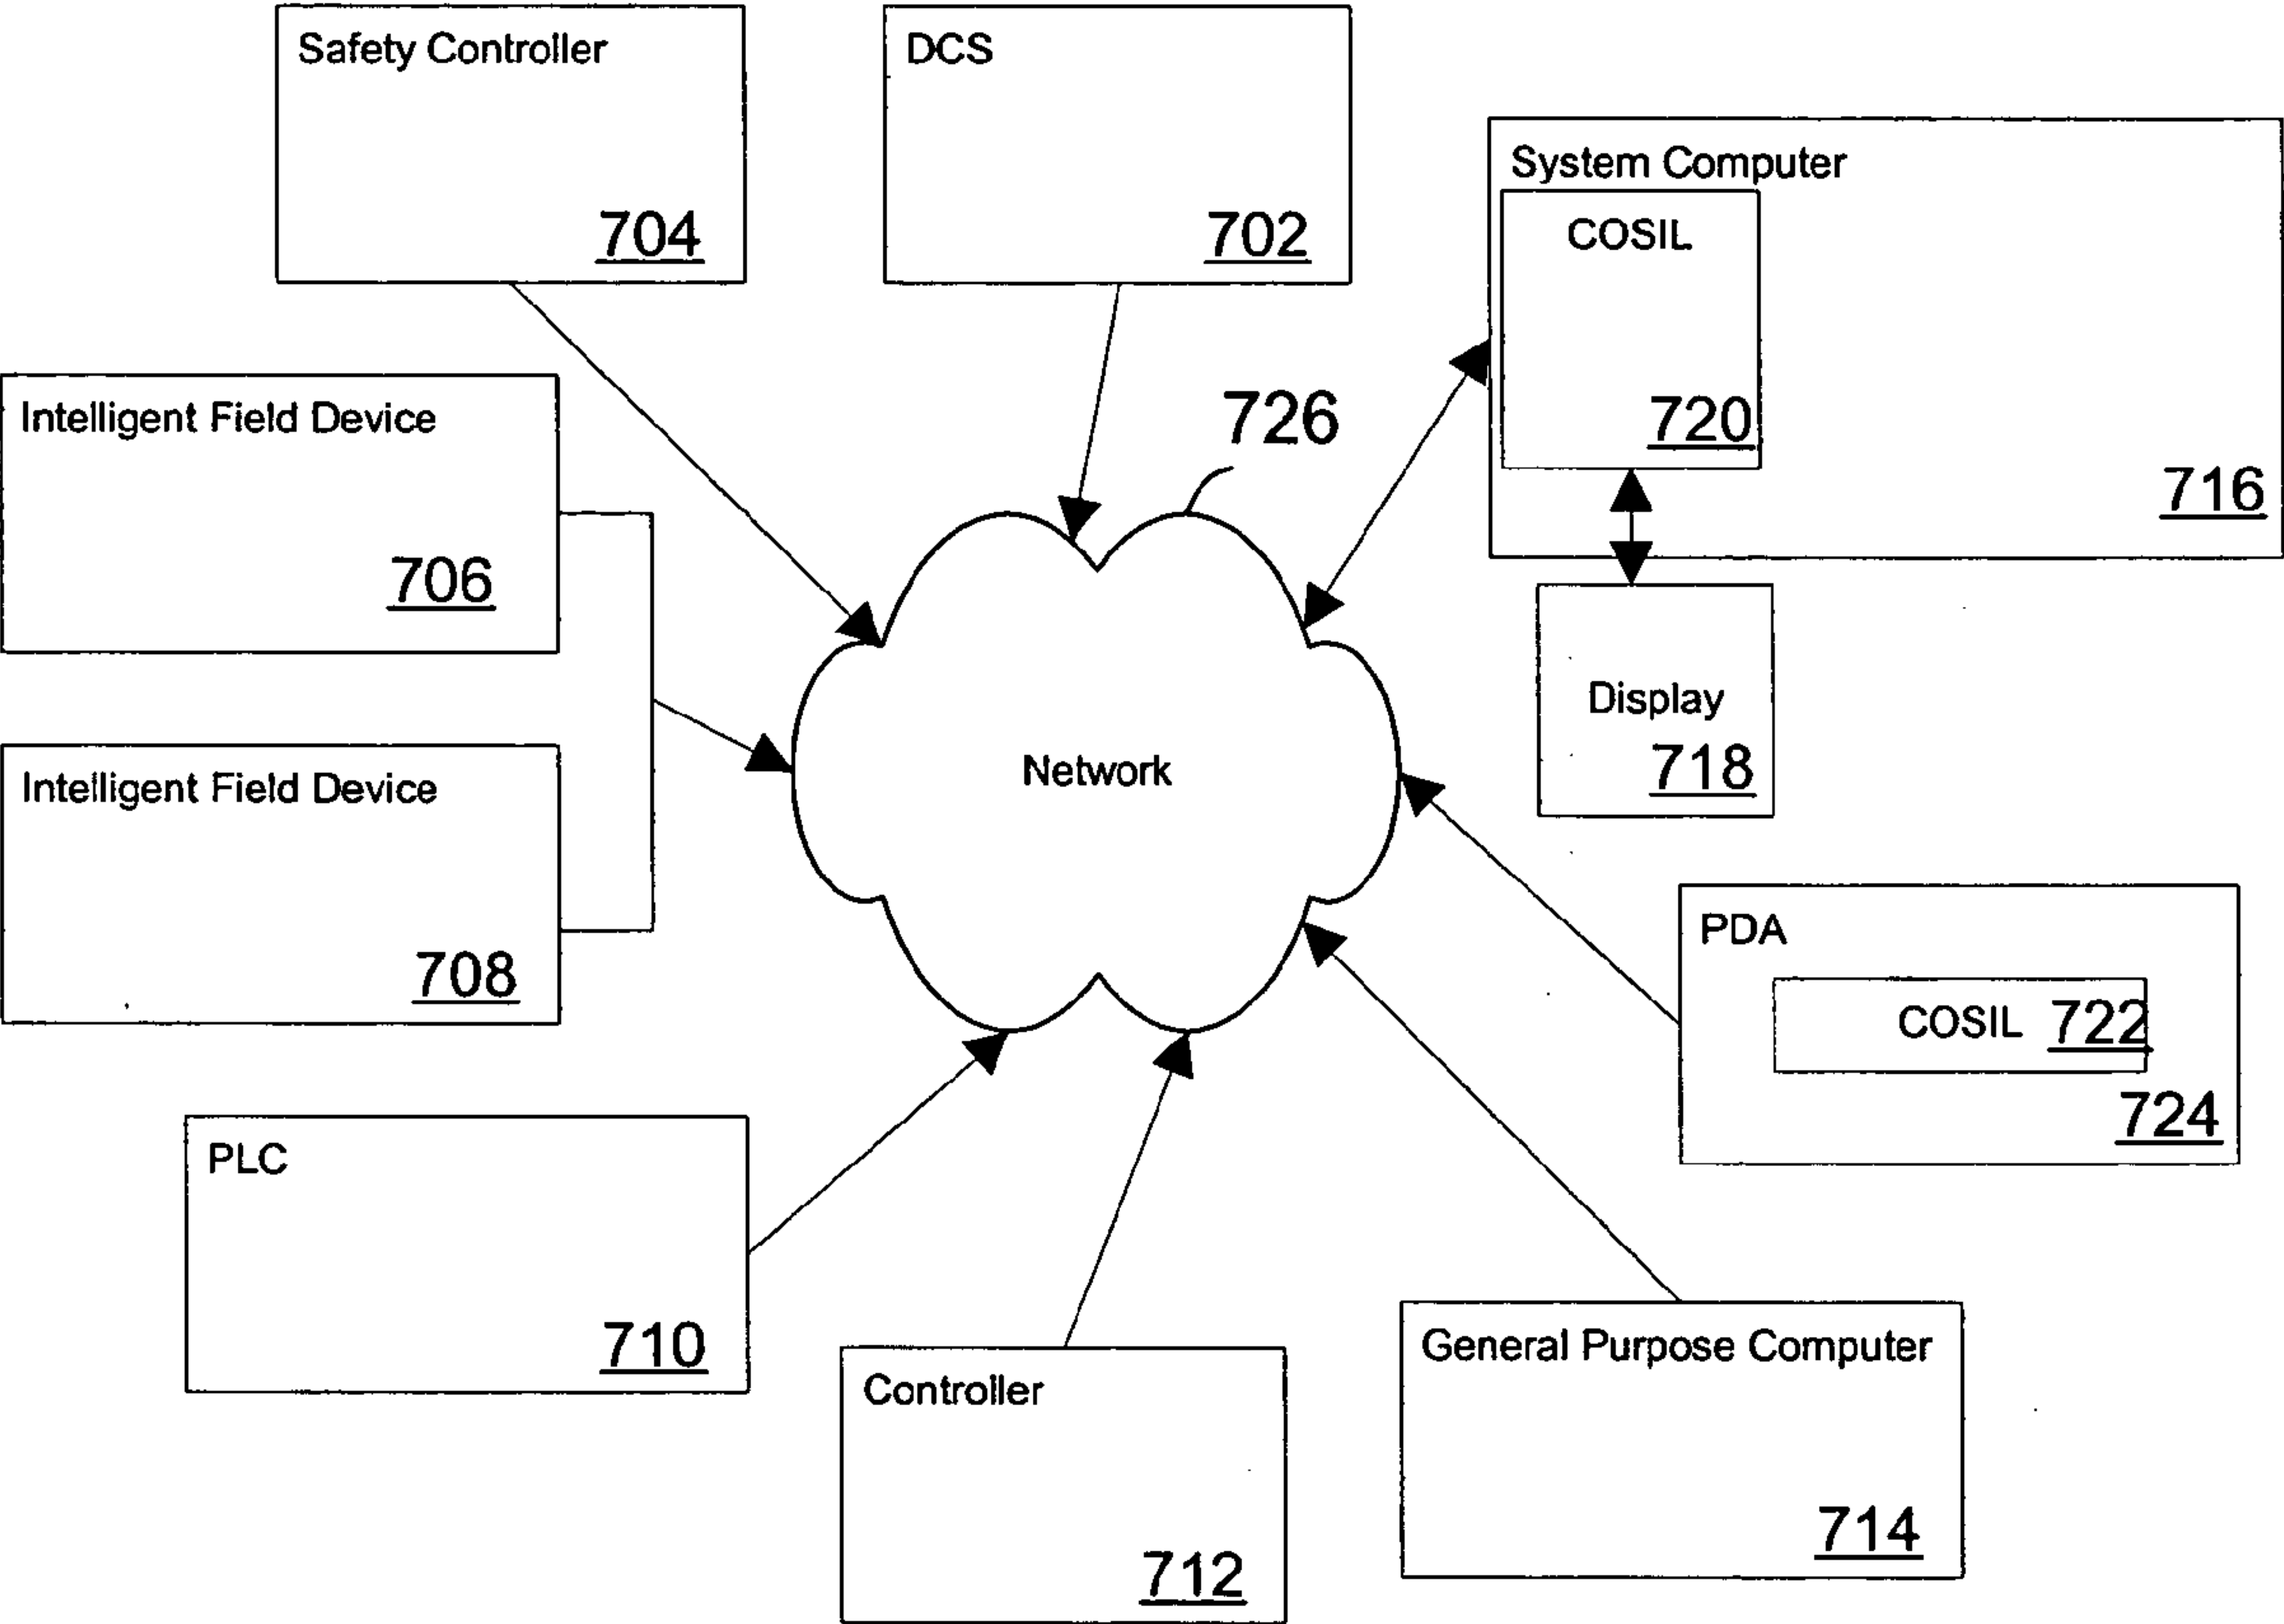 Safety Controller
704
DCS
702
System Computer
COSIL
720
716
726
Intelligent Field Device
706
Display
718
Network
Intelligent Field Device
708
PDA
COSIL 722
724
PLC
710
Controller
712
General Purpose Computer
714